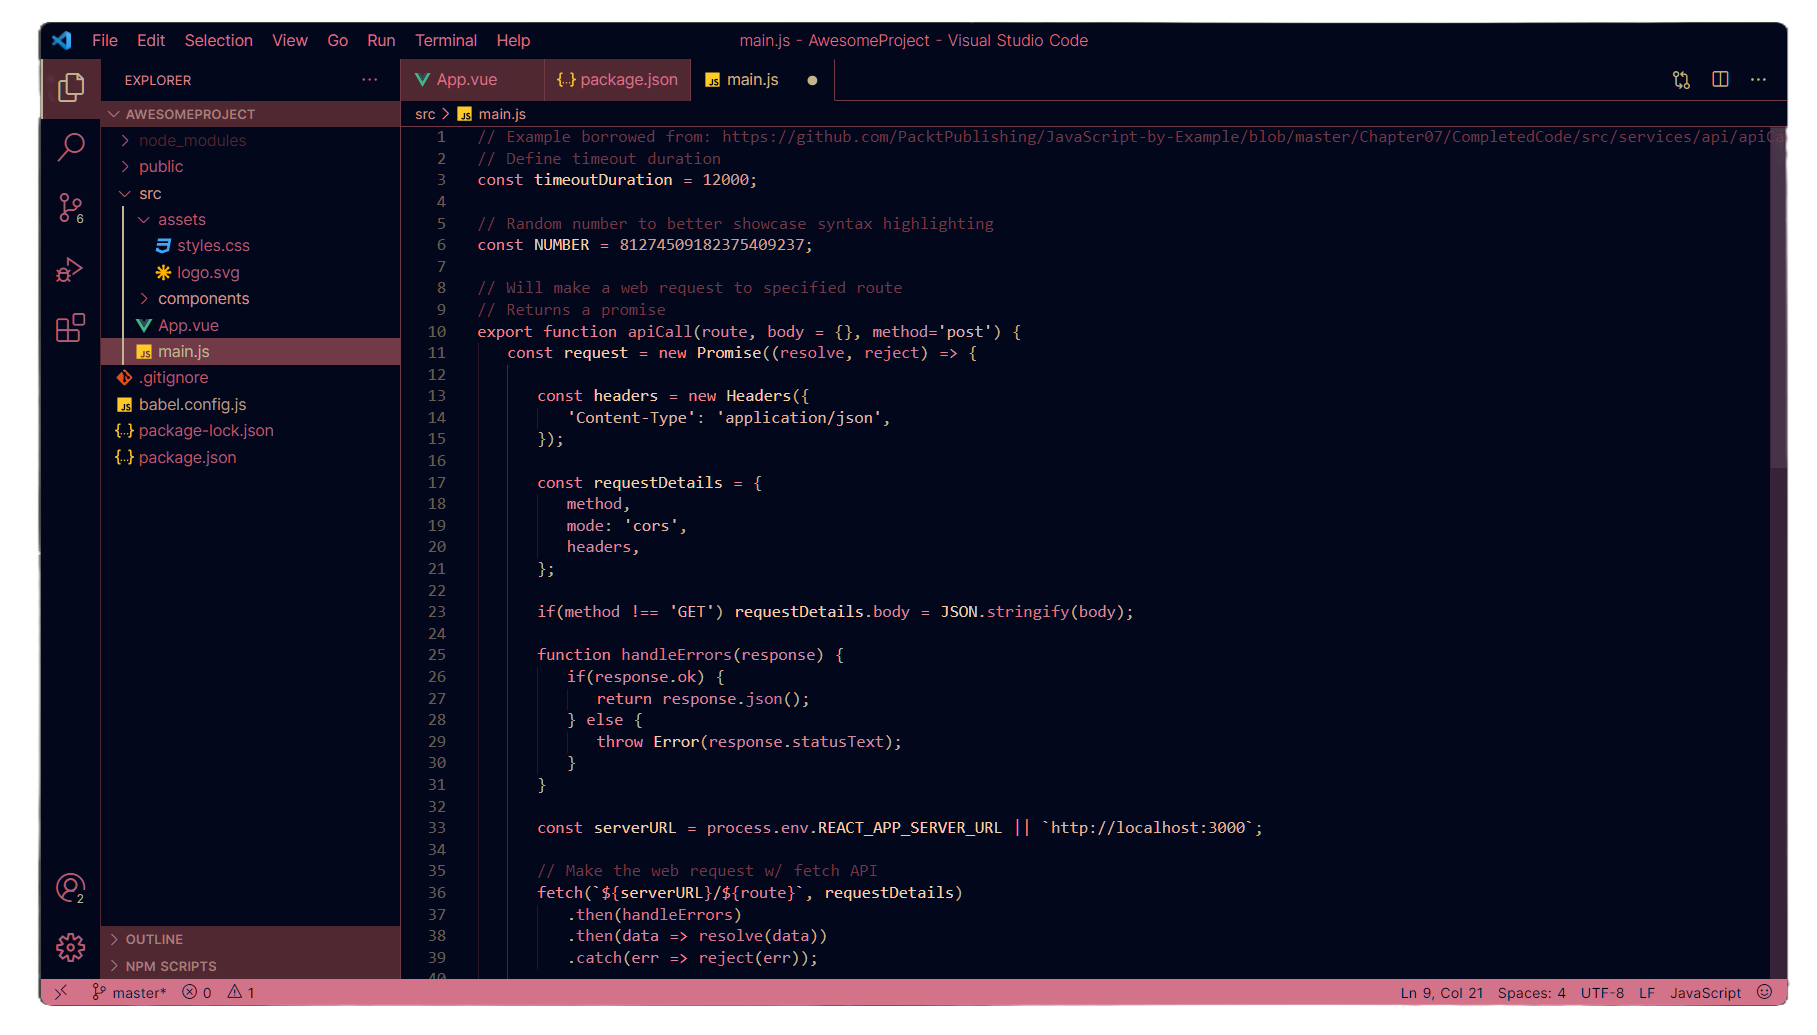 File Edit Selection View Go Run Terminal Help
main.js - AwesomeProject - Visual Studio Code
EXPLORER ...
AWESOMEPROJECT
node_modules
public
src
assets
styles.css
logo.svg
components
App.vue
main.js
.gitignore
babel.config.js
package-lock.json
package.json
OUTLINE
NPM SCRIPTS
6
2
App.vue {..} package.json JS main.js
src > JS main.js
1 // Example borrowed from: https://github.com/PacktPublishing/JavaScript-by-Example/blob/master/Chapter07/CompletedCode/src/services/api/apiCa
2 // Define timeout duration
3 const timeoutDuration = 12000;
4
5 // Random number to better showcase syntax highlighting
6 const NUMBER = 81274509182375409237;
7
8 // Will make a web request to specified route
9 // Returns a promise
10 export function apiCall(route, body = {}, method='post') {
11 const request = new Promise((resolve, reject) => {
12
13 const headers = new Headers({
14 'Content-Type': 'application/json',
15 });
16
17 const requestDetails = {
18 method,
19 mode: 'cors',
20 headers,
21 };
22
23 if(method !== 'GET') requestDetails.body = JSON.stringify(body);
24
25 function handleErrors(response) {
26 if(response.ok) {
27 return response.json();
28 } else {
29 throw Error(response.statusText);
30 }
31 }
32
33 const serverURL = process.env.REACT_APP_SERVER_URL || `http://localhost:3000`;
34
35 // Make the web request w/ fetch API
36 fetch(`${serverURL}/${route}`, requestDetails)
37 .then(handleErrors)
38 .then(data => resolve(data))
39 .catch(err => reject(err));
40
master* 0 1
Ln 9, Col 21 Spaces: 4 UTF-8 LF JavaScript